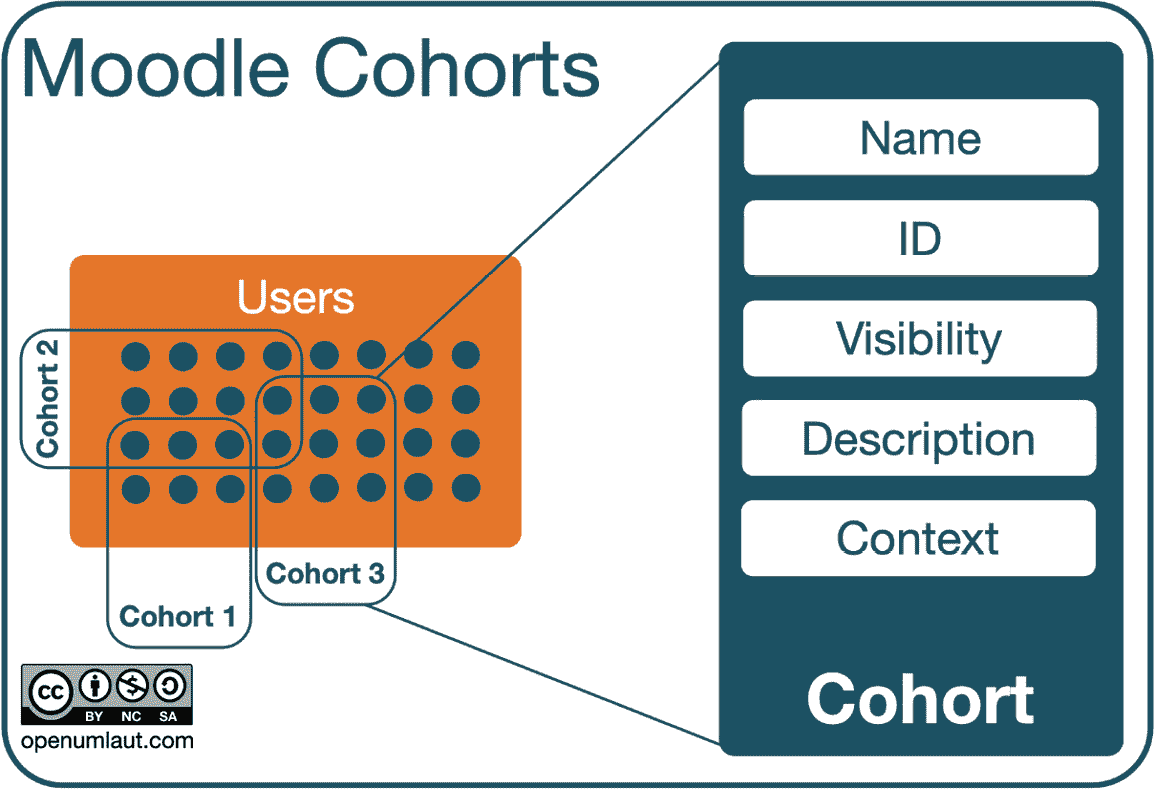 Moodle Cohorts
Users
Cohort 2
Cohort 3
Cohort 1
Name
ID
Visibility
Description
Context
Cohort
cc
BY NC SA
openumlaut.com